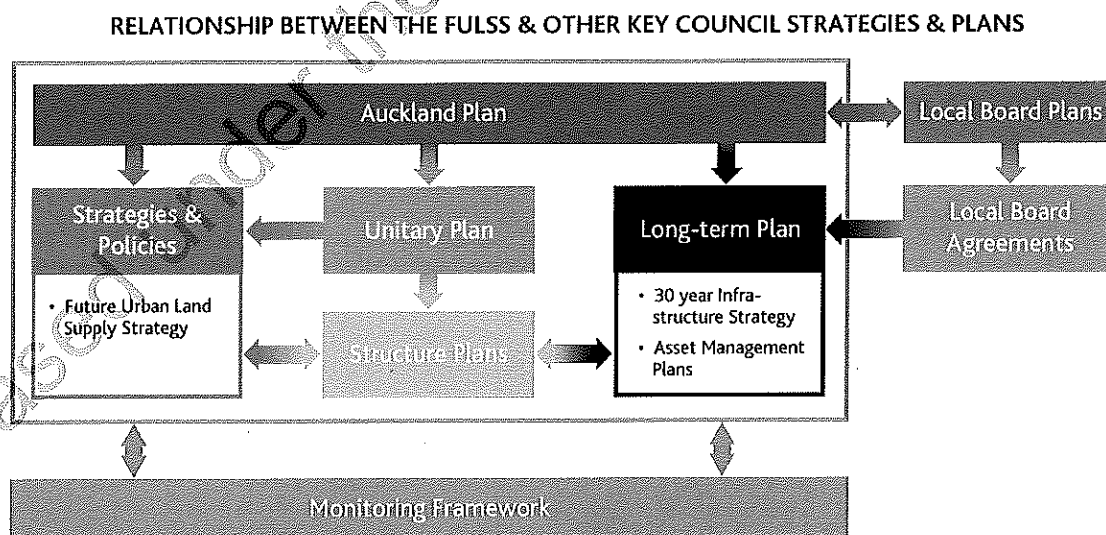 RELATIONSHIP BETWEEN THE FULSS & OTHER KEY COUNCIL STRATEGIES & PLANS
Auckland Plan
Local Board Plans
Strategies &
Policies
Unitary Plan
Long-term Plan
Local Board
Agreements
• Future Urban Land
Supply Strategy
Structure Plans
• 30 year Infra-
structure Strategy
• Asset Management
Plans
Monitoring Framework
under the